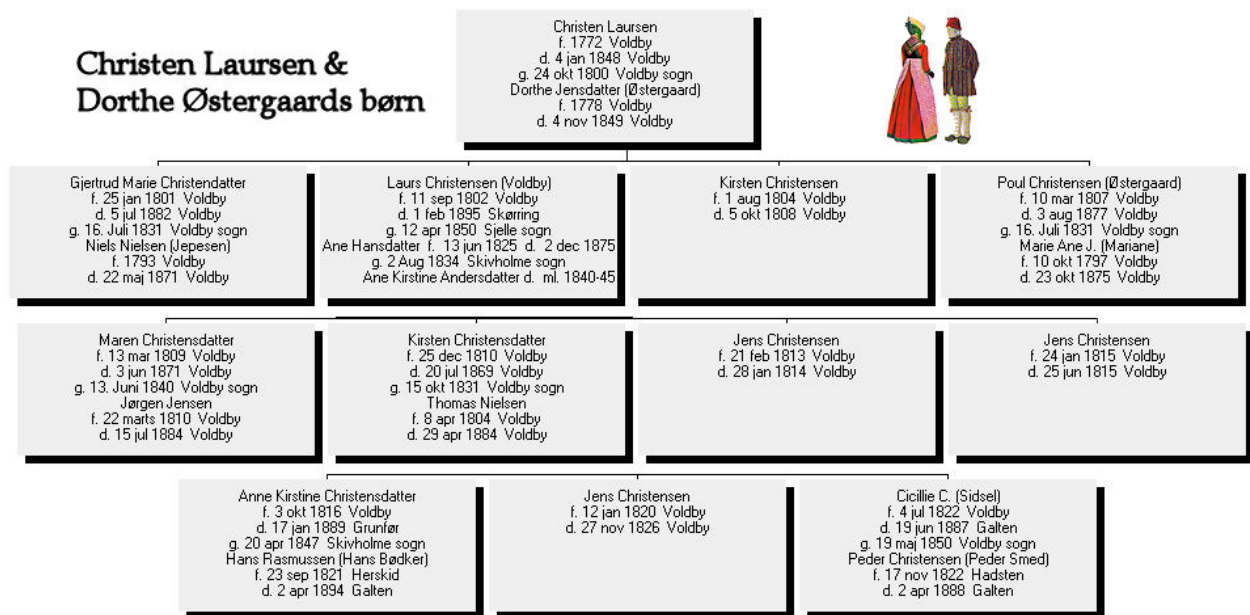 Christen Laursen &
Dorthe Østergaards børn
Christen Laursen
f. 1772 Voldby
d. 4 jan 1848 Voldby
g. 24 okt 1800 Voldby sogn
Dorthe Jensdatter (Østergaard)
f. 1778 Voldby
d. 4 nov 1849 Voldby
Gjertrud Marie Christendatter
f. 25 jan 1801 Voldby
d. 5 jul 1882 Voldby
g. 16. Juli 1831 Voldby sogn
Niels Nielsen (Jepesen)
f. 1793 Voldby
d. 22 maj 1871 Voldby
Laurs Christensen (Voldby)
f. 11 sep 1802 Voldby
d. 1 feb 1895 Skørring
g. 12 apr 1850 Sjelle sogn
Ane Hansdatter f. 13 jun 1825 d. 2 dec 1875
g. 2 Aug 1834 Skivholme sogn
Ane Kirstine Andersdatter d. ml. 1840-45
Kirsten Christensen
f. 1 aug 1804 Voldby
d. 5 okt 1808 Voldby
Poul Christensen (Østergaard)
f. 10 mar 1807 Voldby
d. 3 aug 1877 Voldby
g. 16. Juli 1831 Voldby sogn
Marie Ane J. (Mariane)
f. 10 okt 1797 Voldby
d. 23 okt 1875 Voldby
Maren Christensdatter
f. 13 mar 1809 Voldby
d. 3 jun 1871 Voldby
g. 13. Juni 1840 Voldby sogn
Jørgen Jensen
f. 22 marts 1810 Voldby
d. 15 jul 1884 Voldby
Kirsten Christensdatter
f. 25 dec 1810 Voldby
d. 20 jul 1869 Voldby
g. 15 okt 1831 Voldby sogn
Thomas Nielsen
f. 8 apr 1804 Voldby
d. 29 apr 1884 Voldby
Jens Christensen
f. 21 feb 1813 Voldby
d. 28 jan 1814 Voldby
Jens Christensen
f. 24 jan 1815 Voldby
d. 25 jun 1815 Voldby
Anne Kirstine Christensdatter
f. 3 okt 1816 Voldby
d. 17 jan 1889 Grunfør
g. 20 apr 1847 Skivholme sogn
Hans Rasmussen (Hans Bødker)
f. 23 sep 1821 Herskid
d. 2 apr 1894 Galten
Jens Christensen
f. 12 jan 1820 Voldby
d. 27 nov 1826 Voldby
Cicillie C. (Sidsel)
f. 4 jul 1822 Voldby
d. 19 jun 1887 Galten
g. 19 maj 1850 Voldby sogn
Peder Christensen (Peder Smed)
f. 17 nov 1822 Hadsten
d. 2 apr 1888 Galten